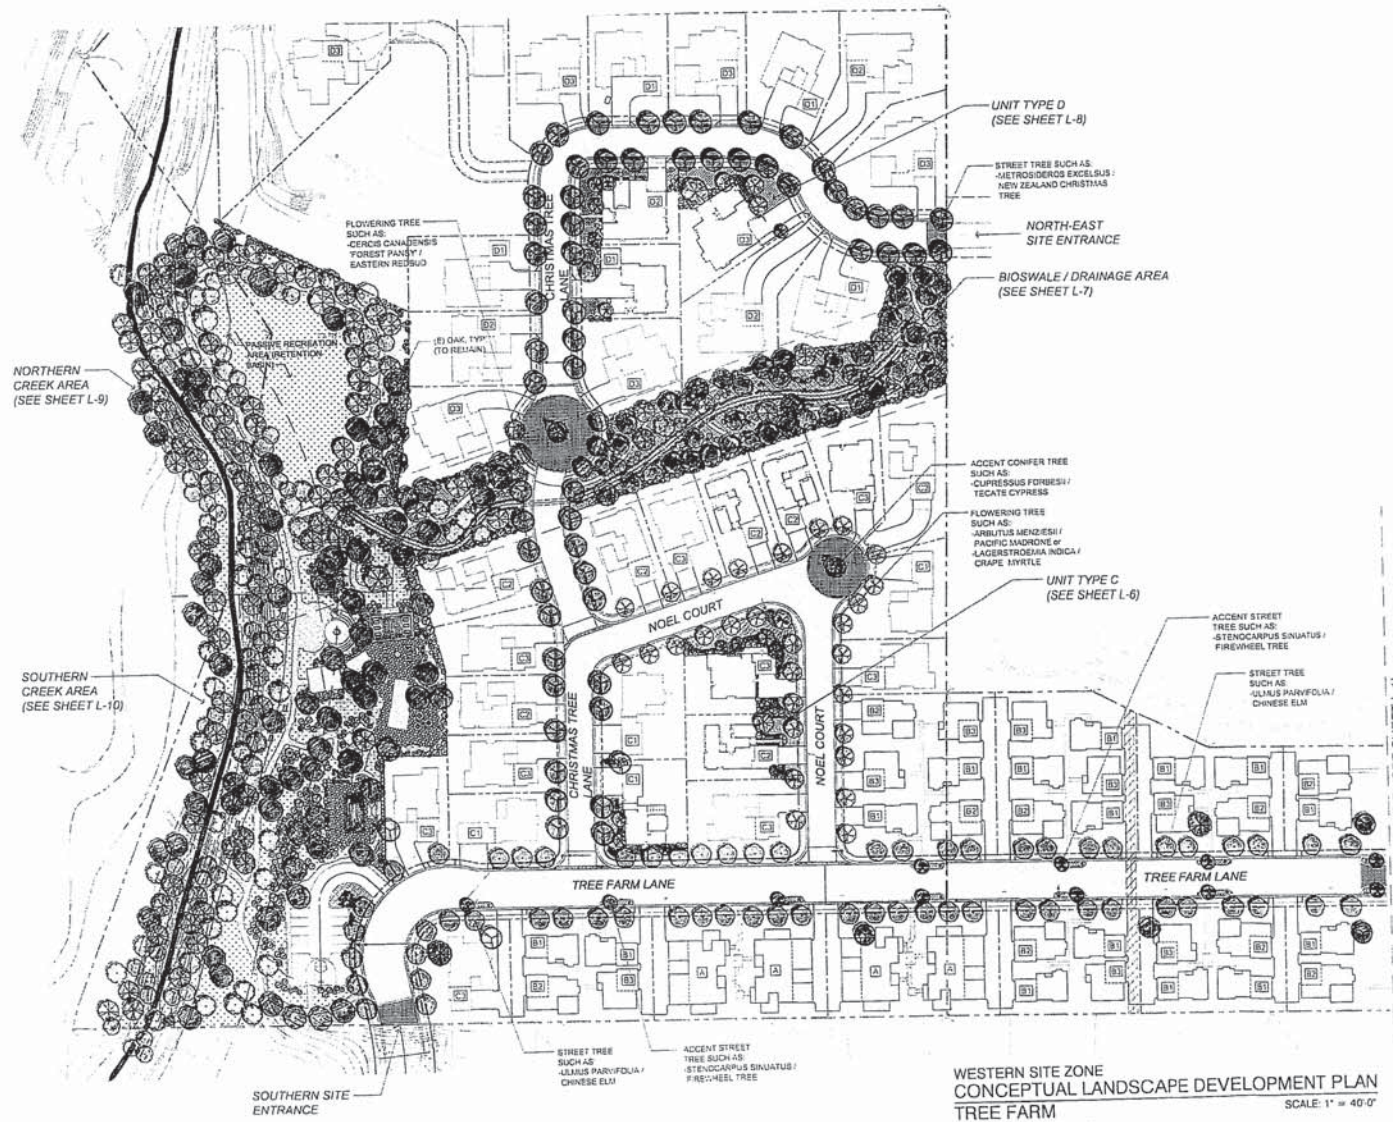 UNIT TYPE D
(SEE SHEET L-8)
STREET TREE SUCH AS:
-METROSIDEROS EXCELSUS /
NEW ZEALAND CHRISTMAS
TREE
NORTH-EAST
SITE ENTRANCE
BIOSWALE / DRAINAGE AREA
(SEE SHEET L-7)
FLOWERING TREE
SUCH AS:
-CERCIS CANADENSIS
'FOREST PANSY' /
EASTERN REDBUD
CHRISTMAS TREE
LANE
(E) OAK, TYP.
(TO REMAIN)
PASSIVE RECREATION
AREA (RETENTION
BASIN)
NORTHERN
CREEK AREA
(SEE SHEET L-9)
ACCENT CONIFER TREE
SUCH AS:
-CUPRESSUS FORBESII /
TECATE CYPRESS
FLOWERING TREE
SUCH AS:
-ARBUTUS MENZIESII /
PACIFIC MADRONE or
-LAGERSTROEMIA INDICA /
CRAPE MYRTLE
UNIT TYPE C
(SEE SHEET L-6)
ACCENT STREET
TREE SUCH AS:
-STENOCARPUS SINUATUS /
FIREWHEEL TREE
STREET TREE
SUCH AS
-ULMUS PARVIFOLIA /
CHINESE ELM
NOEL COURT
SOUTHERN
CREEK AREA
(SEE SHEET L-10)
CHRISTMAS TREE
LANE
NOEL COURT
TREE FARM LANE
TREE FARM LANE
STREET TREE
SUCH AS
-ULMUS PARVIFOLIA /
CHINESE ELM
ACCENT STREET
TREE SUCH AS:
-STENOCARPUS SINUATUS /
FIREWHEEL TREE
SOUTHERN SITE
ENTRANCE
WESTERN SITE ZONE
CONCEPTUAL LANDSCAPE DEVELOPMENT PLAN
TREE FARM
SCALE: 1" = 40'-0"